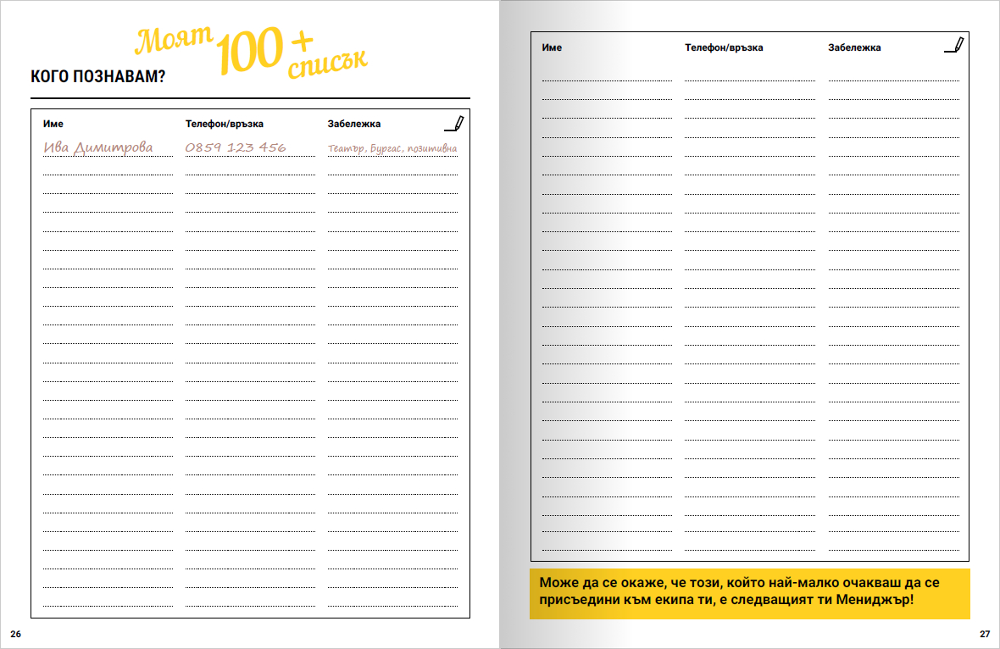 Моят 100+ списък
КОГО ПОЗНАВАМ?
Име Телефон/връзка Забележка
Ива Димитрова 0859 123 456 Театър, Бургас, позитивна
26
Име Телефон/връзка Забележка
Може да се окаже, че този, който най-малко очакваш да се
присъедини към екипа ти, е следващият ти Мениджър!
27